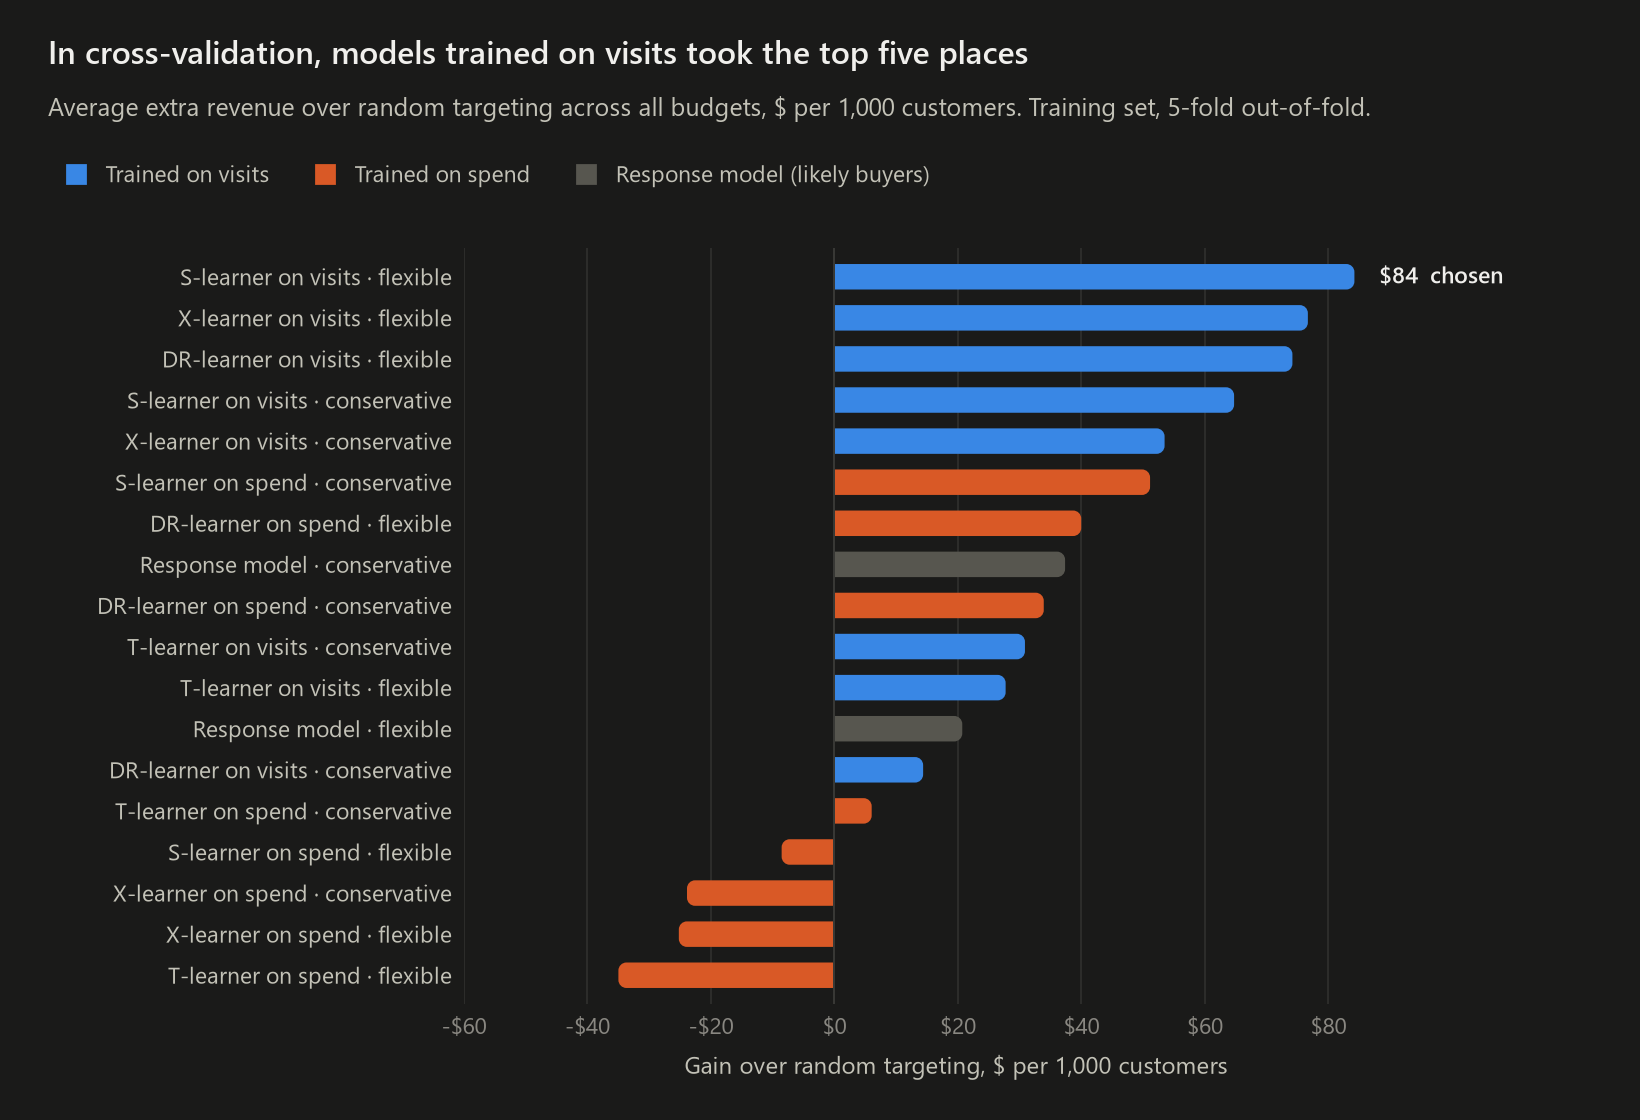 In cross-validation, models trained on visits took the top five places
Average extra revenue over random targeting across all budgets, $ per 1,000 customers. Training set, 5-fold out-of-fold.
Trained on visits
Trained on spend
Response model (likely buyers)
S-learner on visits · flexible
$84 chosen
X-learner on visits · flexible
DR-learner on visits · flexible
S-learner on visits · conservative
X-learner on visits · conservative
S-learner on spend · conservative
DR-learner on spend · flexible
Response model · conservative
DR-learner on spend · conservative
T-learner on visits · conservative
T-learner on visits · flexible
Response model · flexible
DR-learner on visits · conservative
T-learner on spend · conservative
S-learner on spend · flexible
X-learner on spend · conservative
X-learner on spend · flexible
T-learner on spend · flexible
-$60 -$40 -$20 $0 $20 $40 $60 $80
Gain over random targeting, $ per 1,000 customers